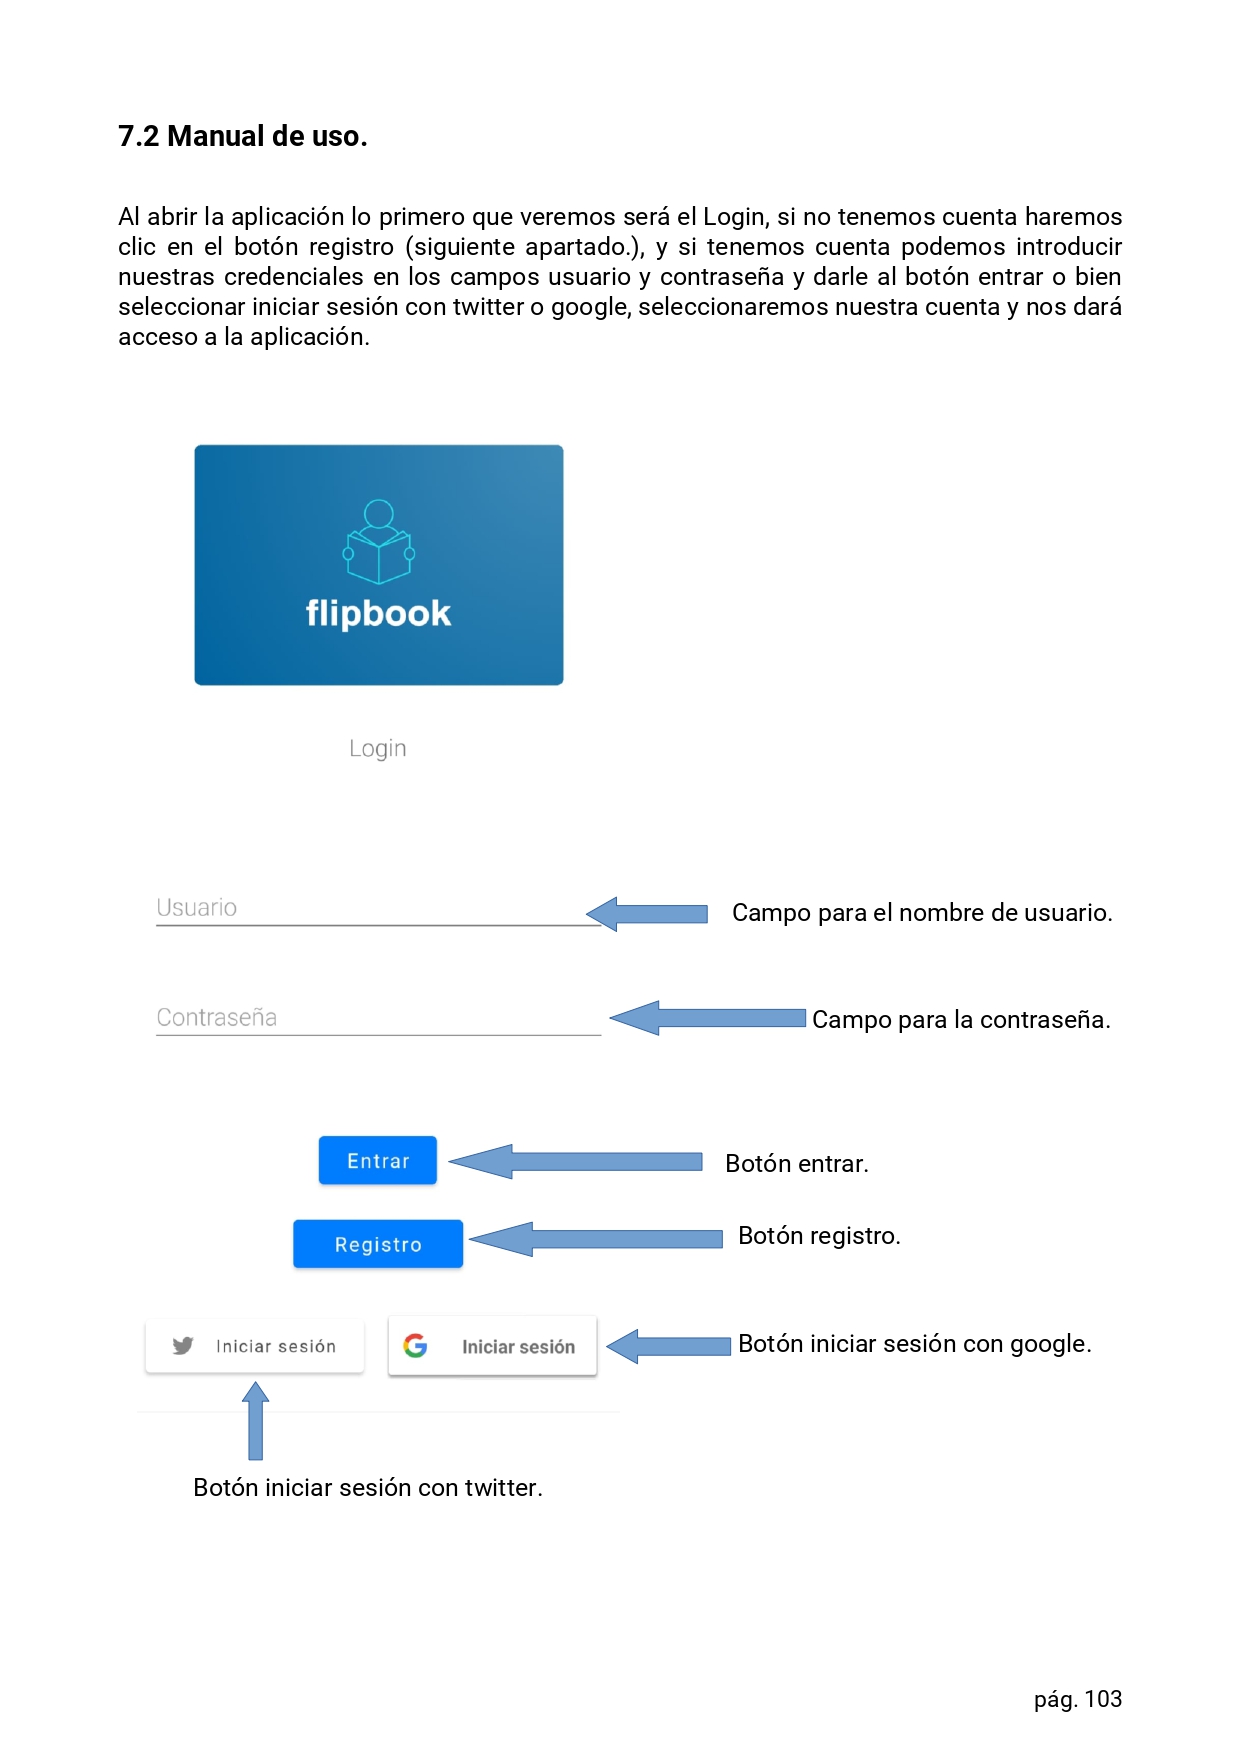 7.2 Manual de uso.
Al abrir la aplicación lo primero que veremos será el Login, si no tenemos cuenta haremos
clic en el botón registro (siguiente apartado.), y si tenemos cuenta podemos introducir
nuestras credenciales en los campos usuario y contraseña y darle al botón entrar o bien
seleccionar iniciar sesión con twitter o google, seleccionaremos nuestra cuenta y nos dará
acceso a la aplicación.
flipbook
Login
Usuario
Campo para el nombre de usuario.
Contraseña
Campo para la contraseña.
Entrar
Botón entrar.
Registro
Botón registro.
Iniciar sesión
Iniciar sesión
Botón iniciar sesión con google.
Botón iniciar sesión con twitter.
pág. 103